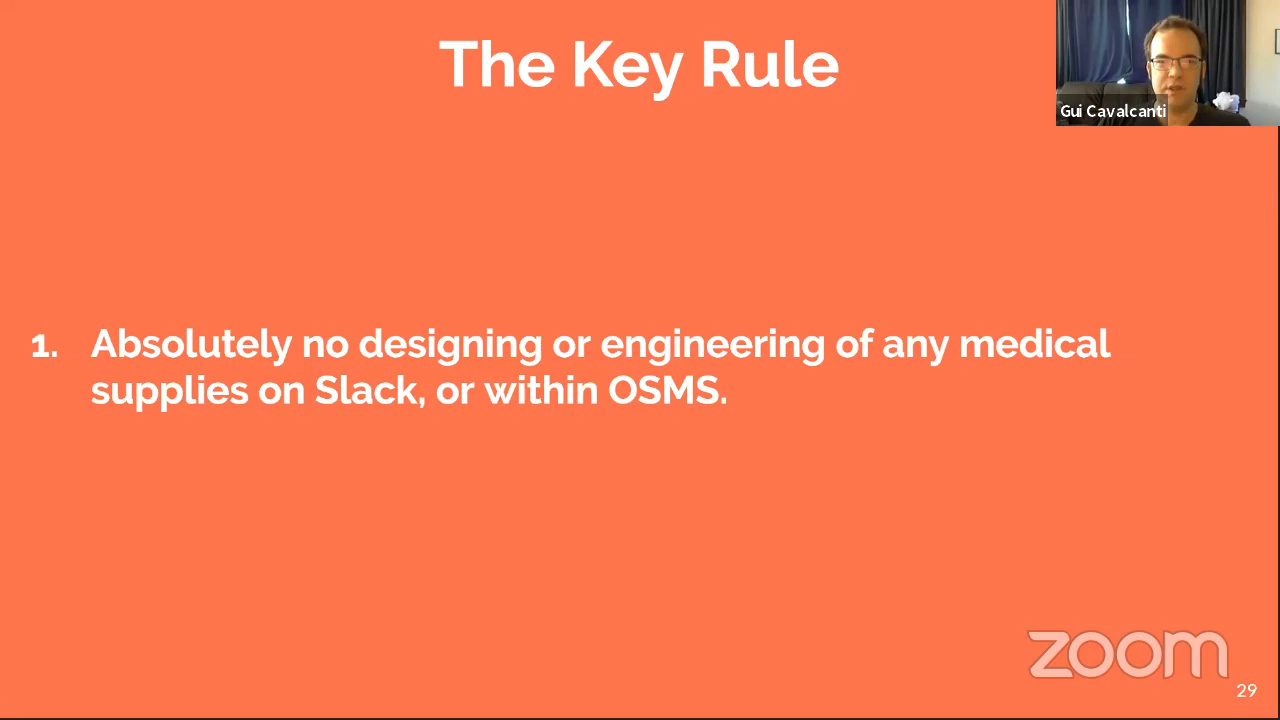 The Key Rule
Gui Cavalcanti
1. Absolutely no designing or engineering of any medical
supplies on Slack, or within OSMS.
zoom
29